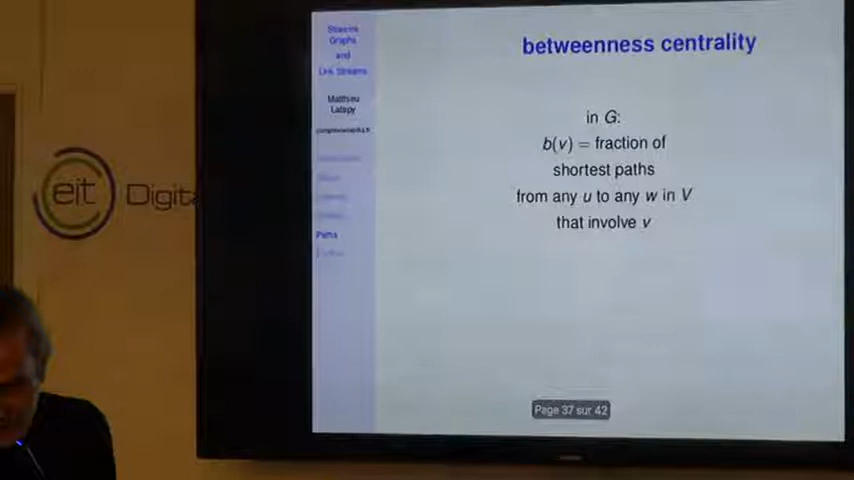 Stream
Graphs
and
Link Streams
Matthieu
Latapy
betweenness centrality
in G:
b(v) = fraction of
shortest paths
from any u to any w in V
that involve v
Paths
Page 37 sur 42
eit Digita